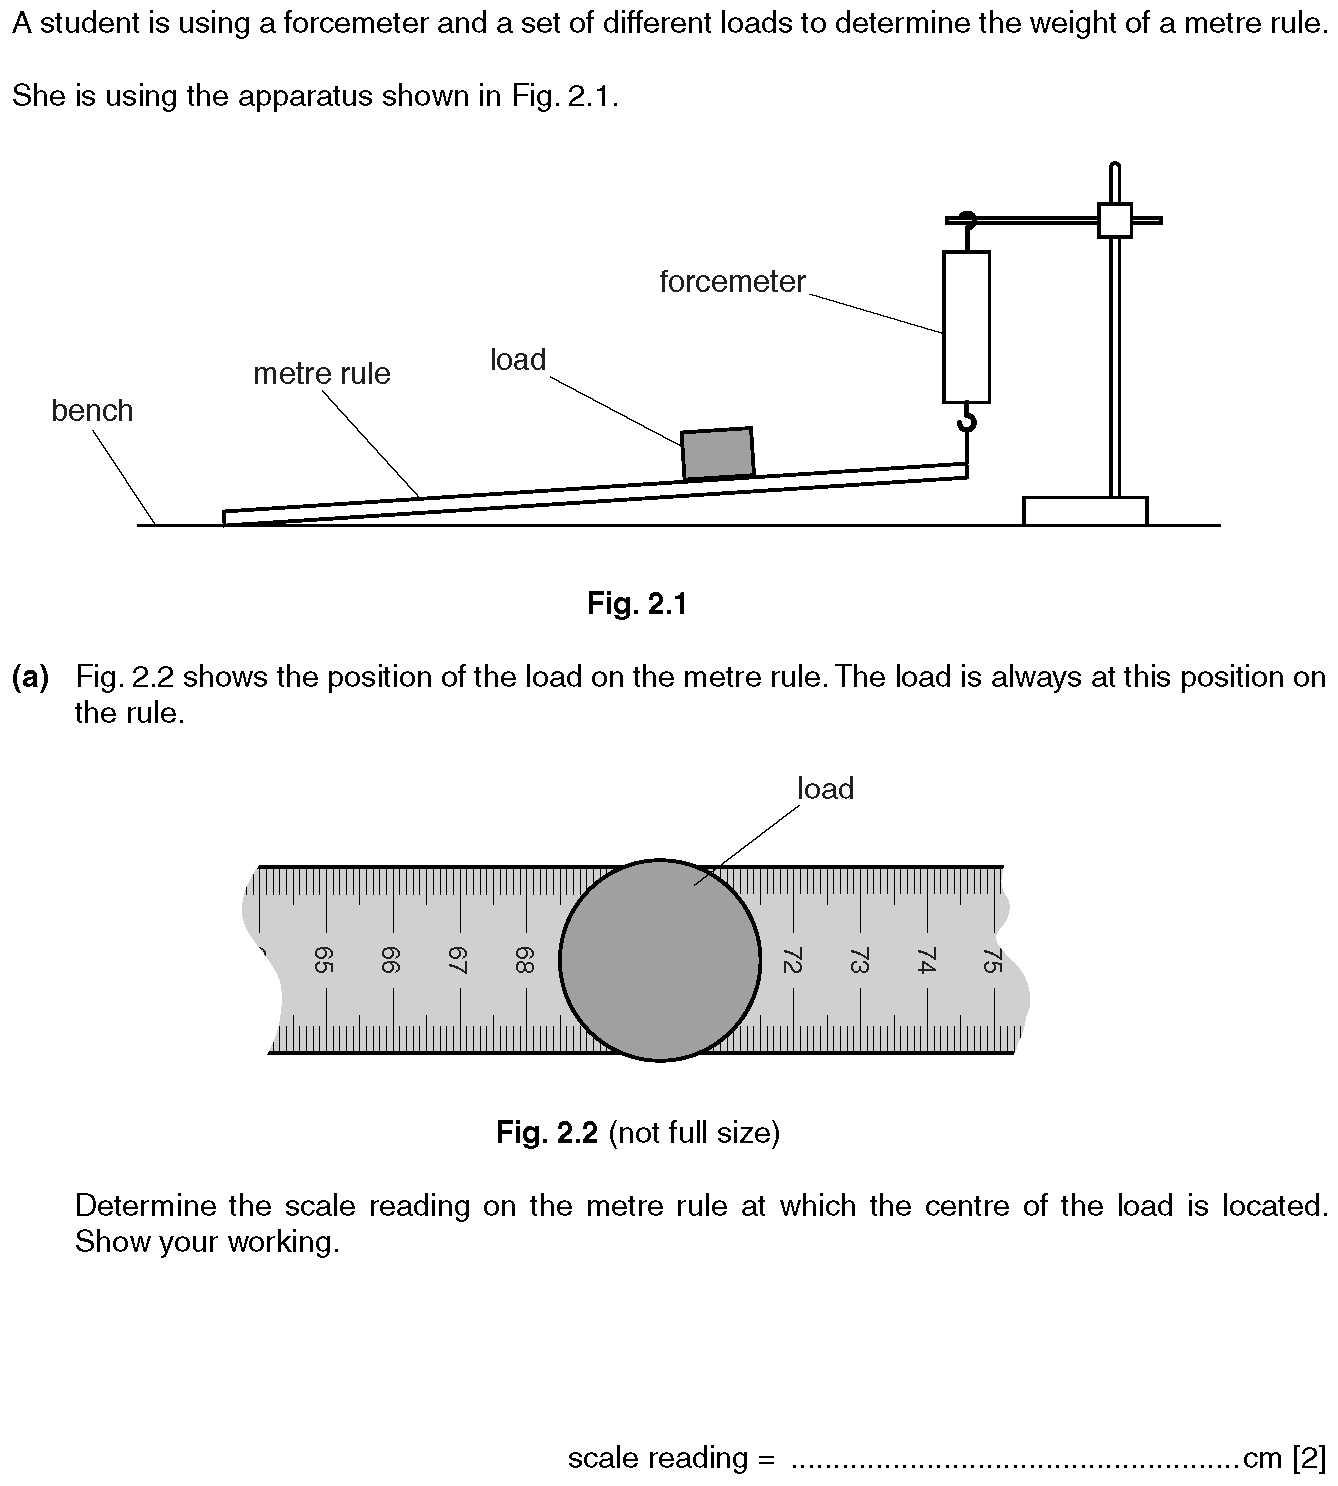 A student is using a forcemeter and a set of different loads to determine the weight of a metre rule.
She is using the apparatus shown in Fig. 2.1.
forcemeter
load
metre rule
bench
Fig. 2.1
(a) Fig. 2.2 shows the position of the load on the metre rule. The load is always at this position on
the rule.
load
65 66 67 68 72 73 74 75
Fig. 2.2 (not full size)
Determine the scale reading on the metre rule at which the centre of the load is located.
Show your working.
scale reading = ......................................................cm [2]